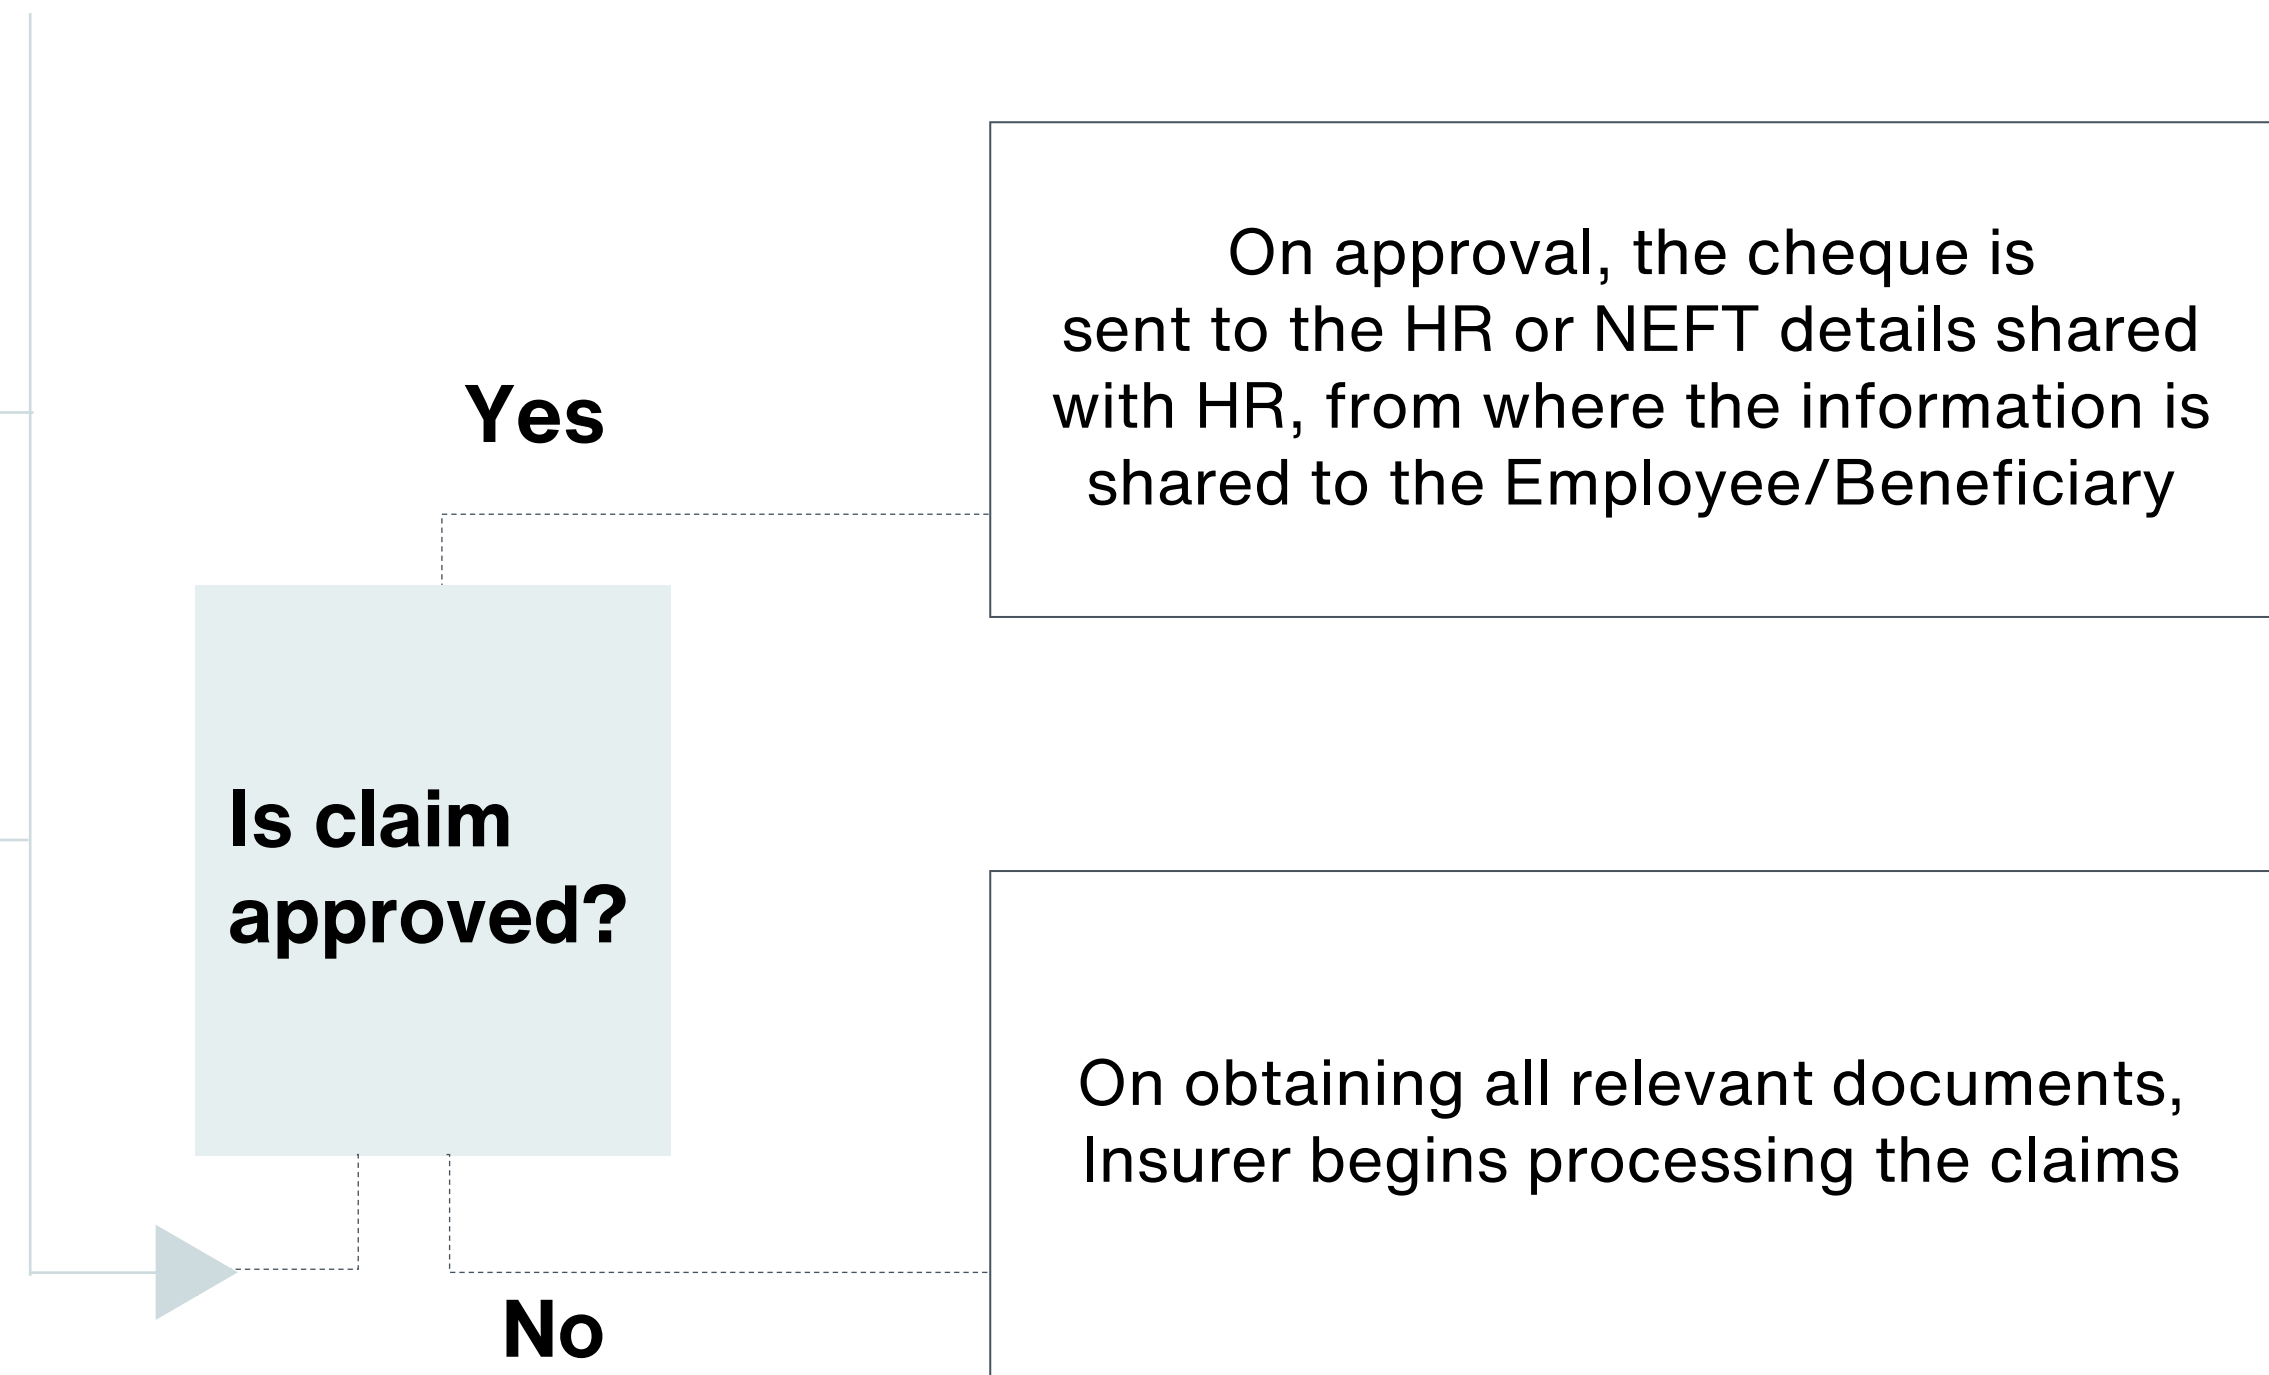 Yes
On approval, the cheque is
sent to the HR or NEFT details shared
with HR, from where the information is
shared to the Employee/Beneficiary
Is claim
approved?
On obtaining all relevant documents,
Insurer begins processing the claims
No